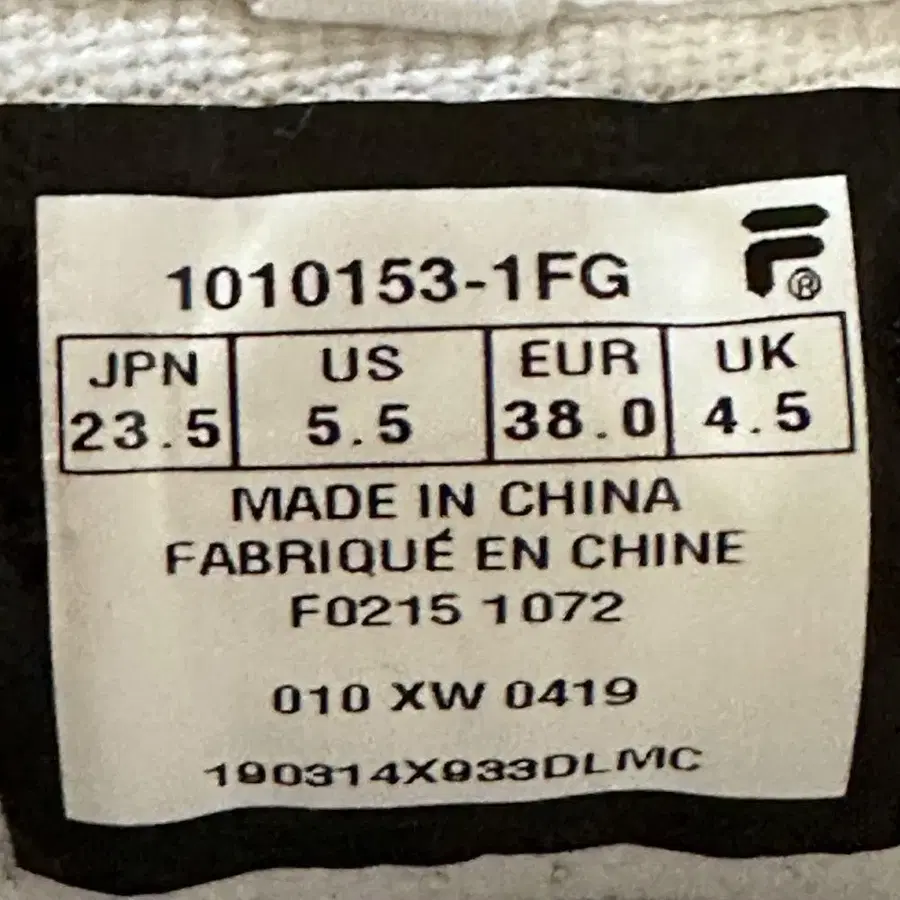 1010153-1FG
®
JPN US EUR UK
23.5 5.5 38.0 4.5
MADE IN CHINA
FABRIQUÉ EN CHINE
F0215 1072
010 XW 0419
190314X933DLMC